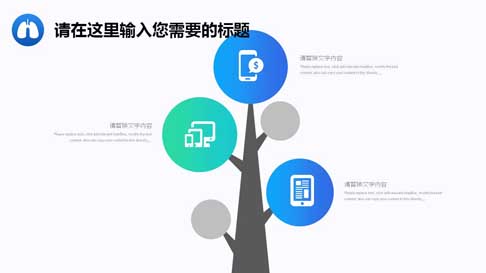 请在这里输入您需要的标题
$
请替换文字内容
Please replace text, click add relevant headline, modify the text
content, also can copy your content to this directly.
请替换文字内容
Please replace text, click add relevant headline, modify the text
content, also can copy your content to this directly.
请替换文字内容
Please replace text, click add relevant headline, modify the text
content, also can copy your content to this directly.